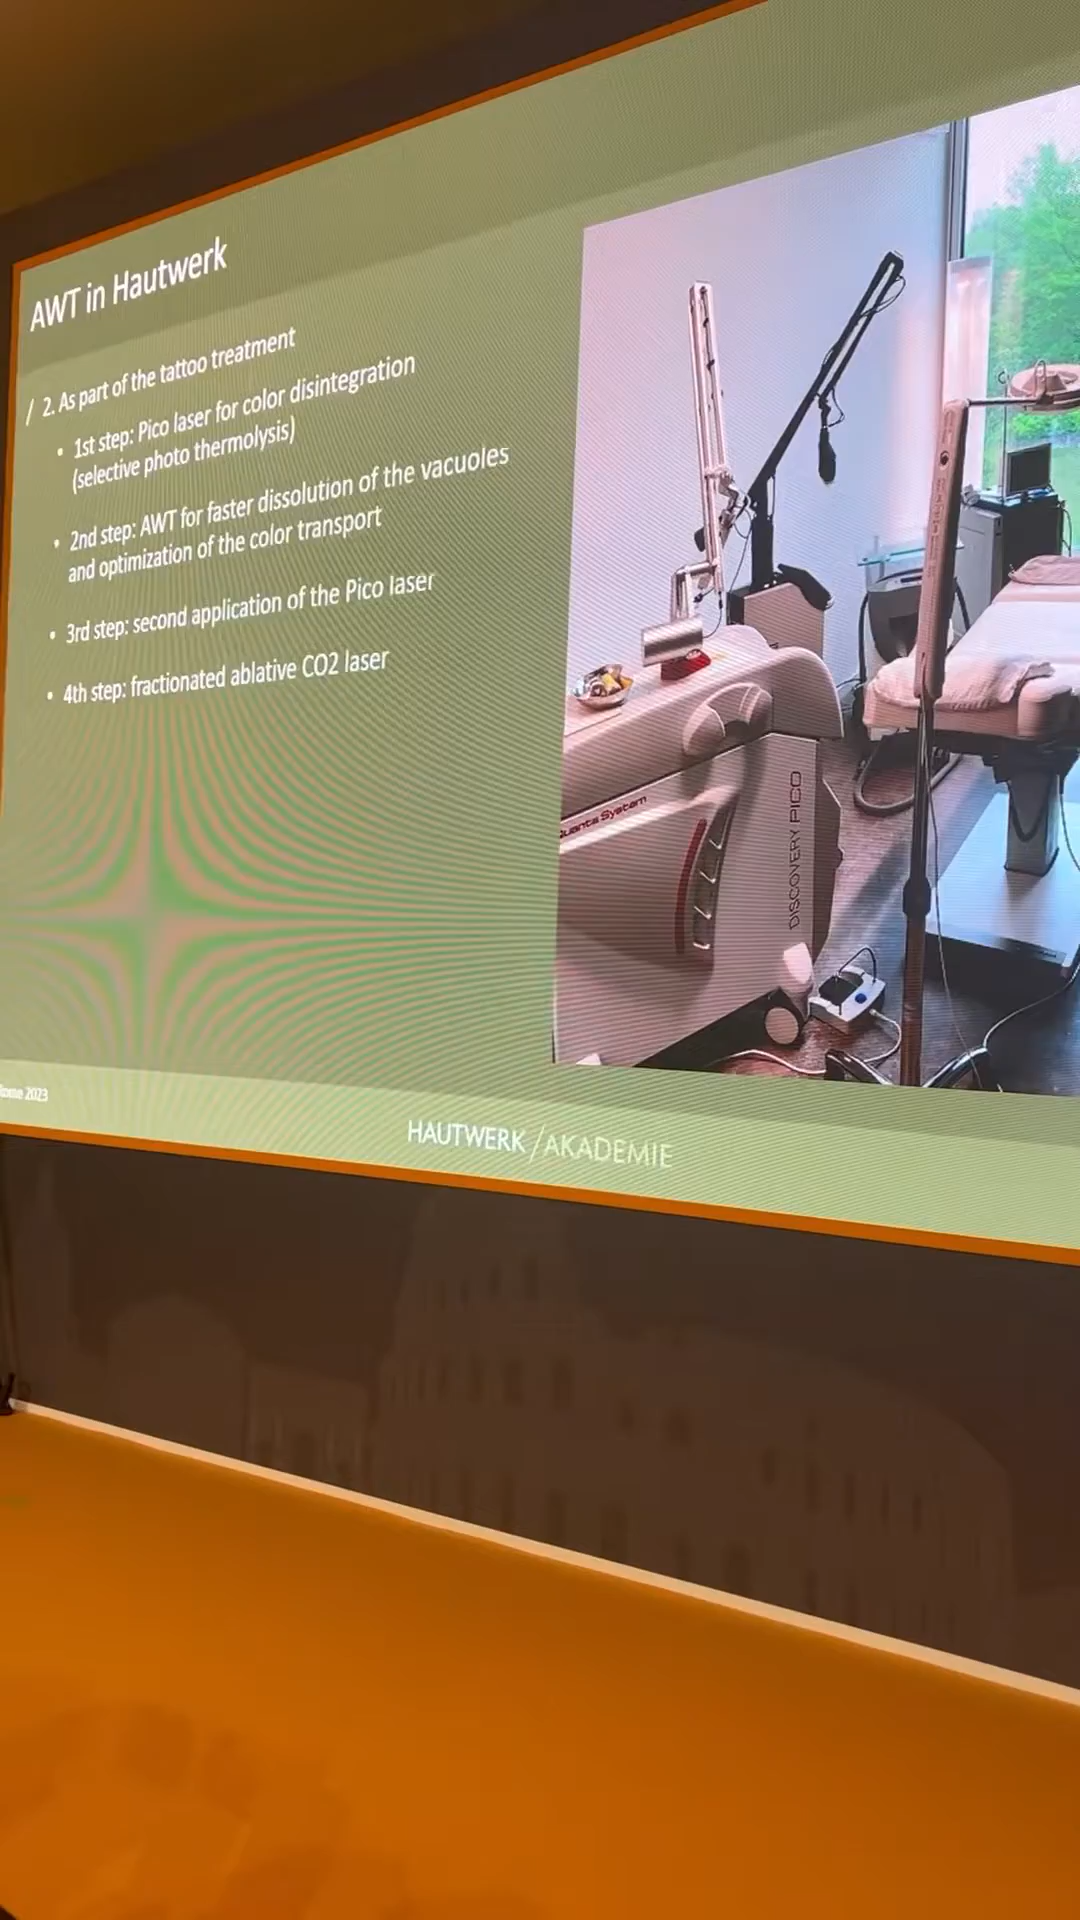 AWT in Hautwerk
/ 2. As part of the tattoo treatment
• 1st step: Pico laser for color disintegration
(selective photo thermolysis)
• 2nd step: AWT for faster dissolution of the vacuoles
and optimization of the color transport
• 3rd step: second application of the Pico laser
• 4th step: fractionated ablative CO2 laser
Quanta System
DISCOVERY PICO
2023
HAUTWERK/AKADEMIE